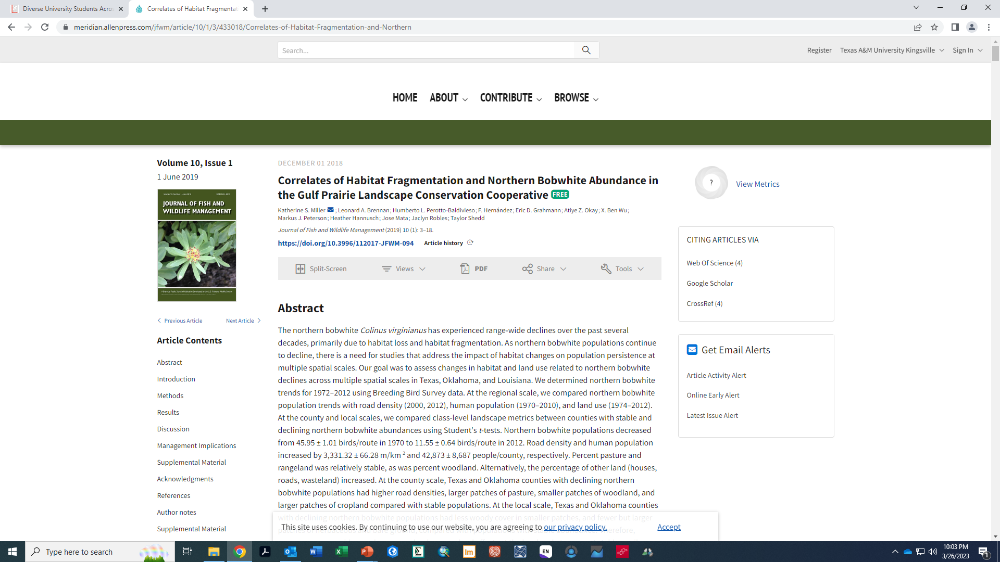 Diverse University Students Acros
Correlates of Habitat Fragmentat
meridian.allenpress.com/jfwm/article/10/1/3/433018/Correlates-of-Habitat-Fragmentation-and-Northern
Search...
Register
Texas A&M University Kingsville
Sign In
HOME ABOUT CONTRIBUTE BROWSE
Volume 10, Issue 1
1 June 2019
JOURNAL OF FISH AND
WILDLIFE MANAGEMENT
Previous Article Next Article
Article Contents
Abstract
Introduction
Methods
Results
Discussion
Management Implications
Supplemental Material
Acknowledgments
References
Author notes
Supplemental Material
DECEMBER 01 2018
Correlates of Habitat Fragmentation and Northern Bobwhite Abundance in
the Gulf Prairie Landscape Conservation Cooperative FREE
Katherine S. Miller ; Leonard A. Brennan; Humberto L. Perotto-Baldivieso; F. Hernández; Eric D. Grahmann; Atiye Z. Okay; X. Ben Wu;
Markus J. Peterson; Heather Hannusch; Jose Mata; Jaclyn Robles; Taylor Shedd
Journal of Fish and Wildlife Management (2019) 10 (1): 3–18.
https://doi.org/10.3996/112017-JFWM-094 Article history
Split-Screen Views PDF Share Tools
Abstract
The northern bobwhite Colinus virginianus has experienced range-wide declines over the past several
decades, primarily due to habitat loss and habitat fragmentation. As northern bobwhite populations continue
to decline, there is a need for studies that address the impact of habitat changes on population persistence at
multiple spatial scales. Our goal was to assess changes in habitat and land use related to northern bobwhite
declines across multiple spatial scales in Texas, Oklahoma, and Louisiana. We determined northern bobwhite
trends for 1972–2012 using Breeding Bird Survey data. At the regional scale, we compared northern bobwhite
population trends with road density (2000, 2012), human population (1970–2010), and land use (1974–2012).
At the county and local scales, we compared class-level landscape metrics between counties with stable and
declining northern bobwhite abundances using Student's t-tests. Northern bobwhite populations decreased
from 45.95 ± 1.01 birds/route in 1970 to 11.55 ± 0.64 birds/route in 2012. Road density and human population
increased by 3,331.32 ± 66.28 m/km 2 and 42,873 ± 8,687 people/county, respectively. Percent pasture and
rangeland was relatively stable, as was percent woodland. Alternatively, the percentage of other land (houses,
roads, wasteland) increased. At the county scale, Texas and Oklahoma counties with declining northern
bobwhite populations had higher road densities, larger patches of pasture, smaller patches of woodland, and
larger patches of cropland compared with stable populations. At the local scale, Texas and Oklahoma counties
with declining northern bobwhite populations had less woody cover in smaller patches, and fewer but larger
This site uses cookies. By continuing to use our website, you are agreeing to our privacy policy. Accept
?
View Metrics
CITING ARTICLES VIA
Web Of Science (4)
Google Scholar
CrossRef (4)
Get Email Alerts
Article Activity Alert
Online Early Alert
Latest Issue Alert
Type here to search
EN
10:03 PM
3/26/2023
1